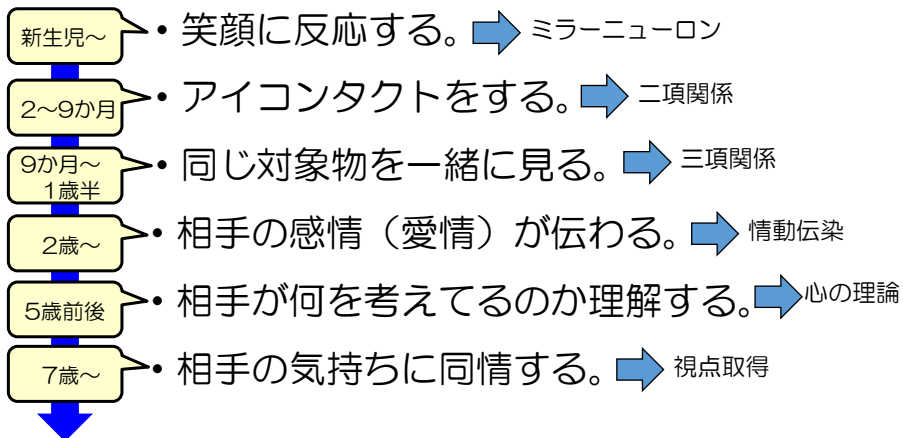 新生児～
• 笑顔に反応する。
ミラーニューロン
2～9か月
• アイコンタクトをする。
二項関係
9か月～
1歳半
• 同じ対象物を一緒に見る。
三項関係
2歳～
• 相手の感情（愛情）が伝わる。
情動伝染
5歳前後
• 相手が何を考えてるのか理解する。
心の理論
7歳～
• 相手の気持ちに同情する。
視点取得